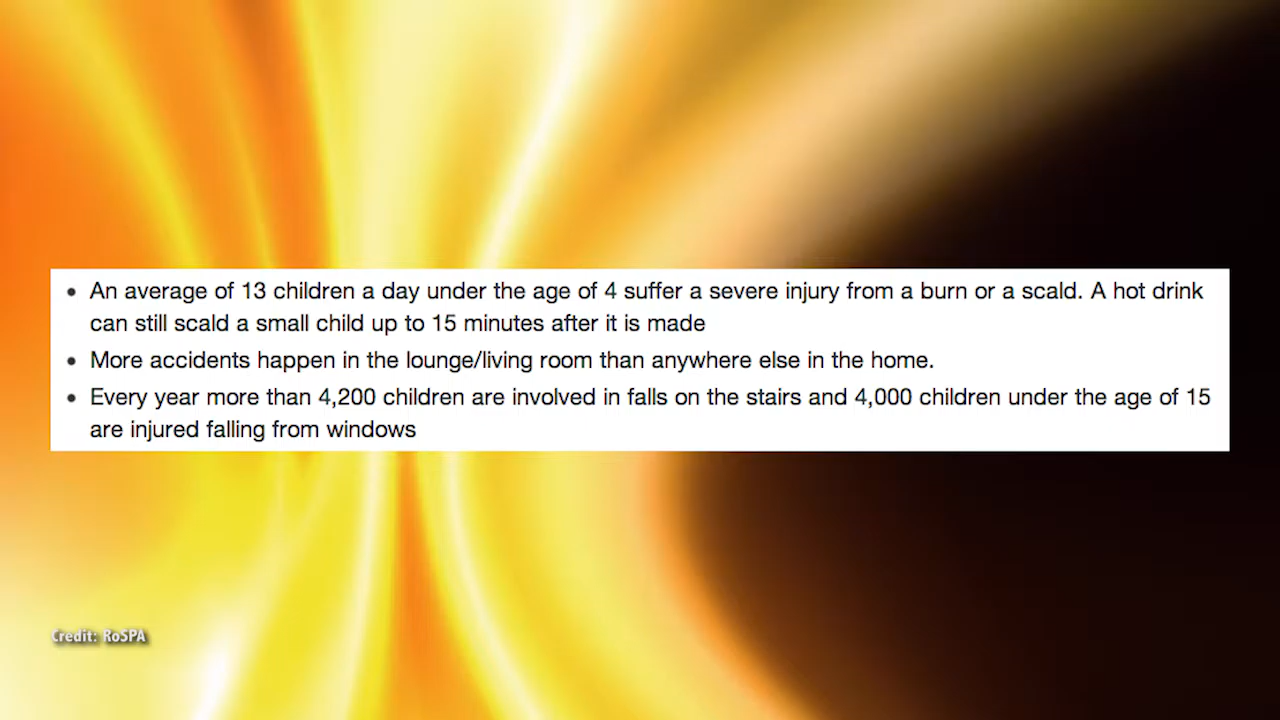 • An average of 13 children a day under the age of 4 suffer a severe injury from a burn or a scald. A hot drink
can still scald a small child up to 15 minutes after it is made
• More accidents happen in the lounge/living room than anywhere else in the home.
• Every year more than 4,200 children are involved in falls on the stairs and 4,000 children under the age of 15
are injured falling from windows
Credit: RoSPA